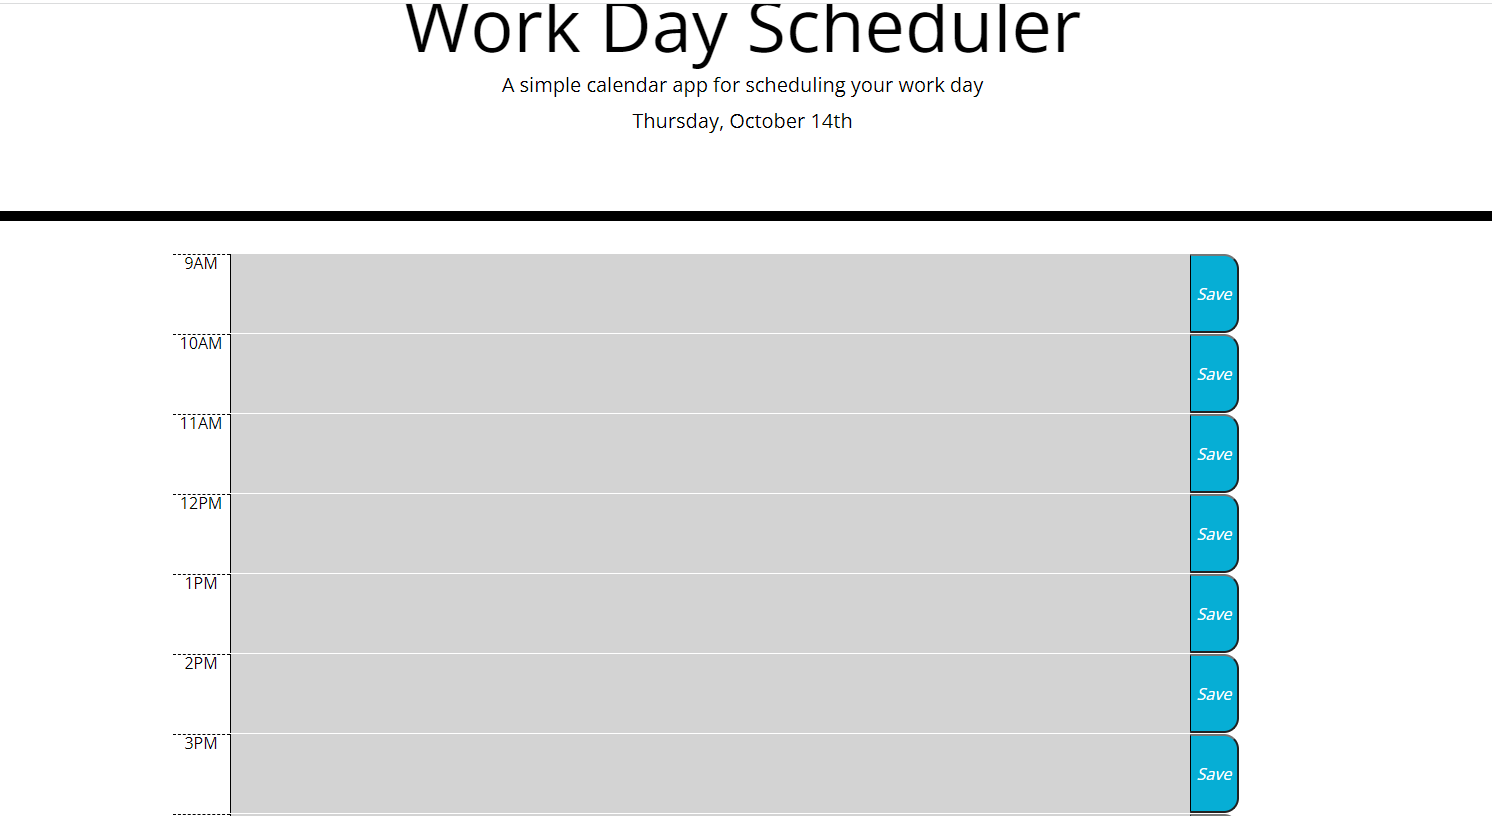 Work Day Scheduler
A simple calendar app for scheduling your work day
Thursday, October 14th
9AM
Save
10AM
Save
11AM
Save
12PM
Save
1PM
Save
2PM
Save
3PM
Save